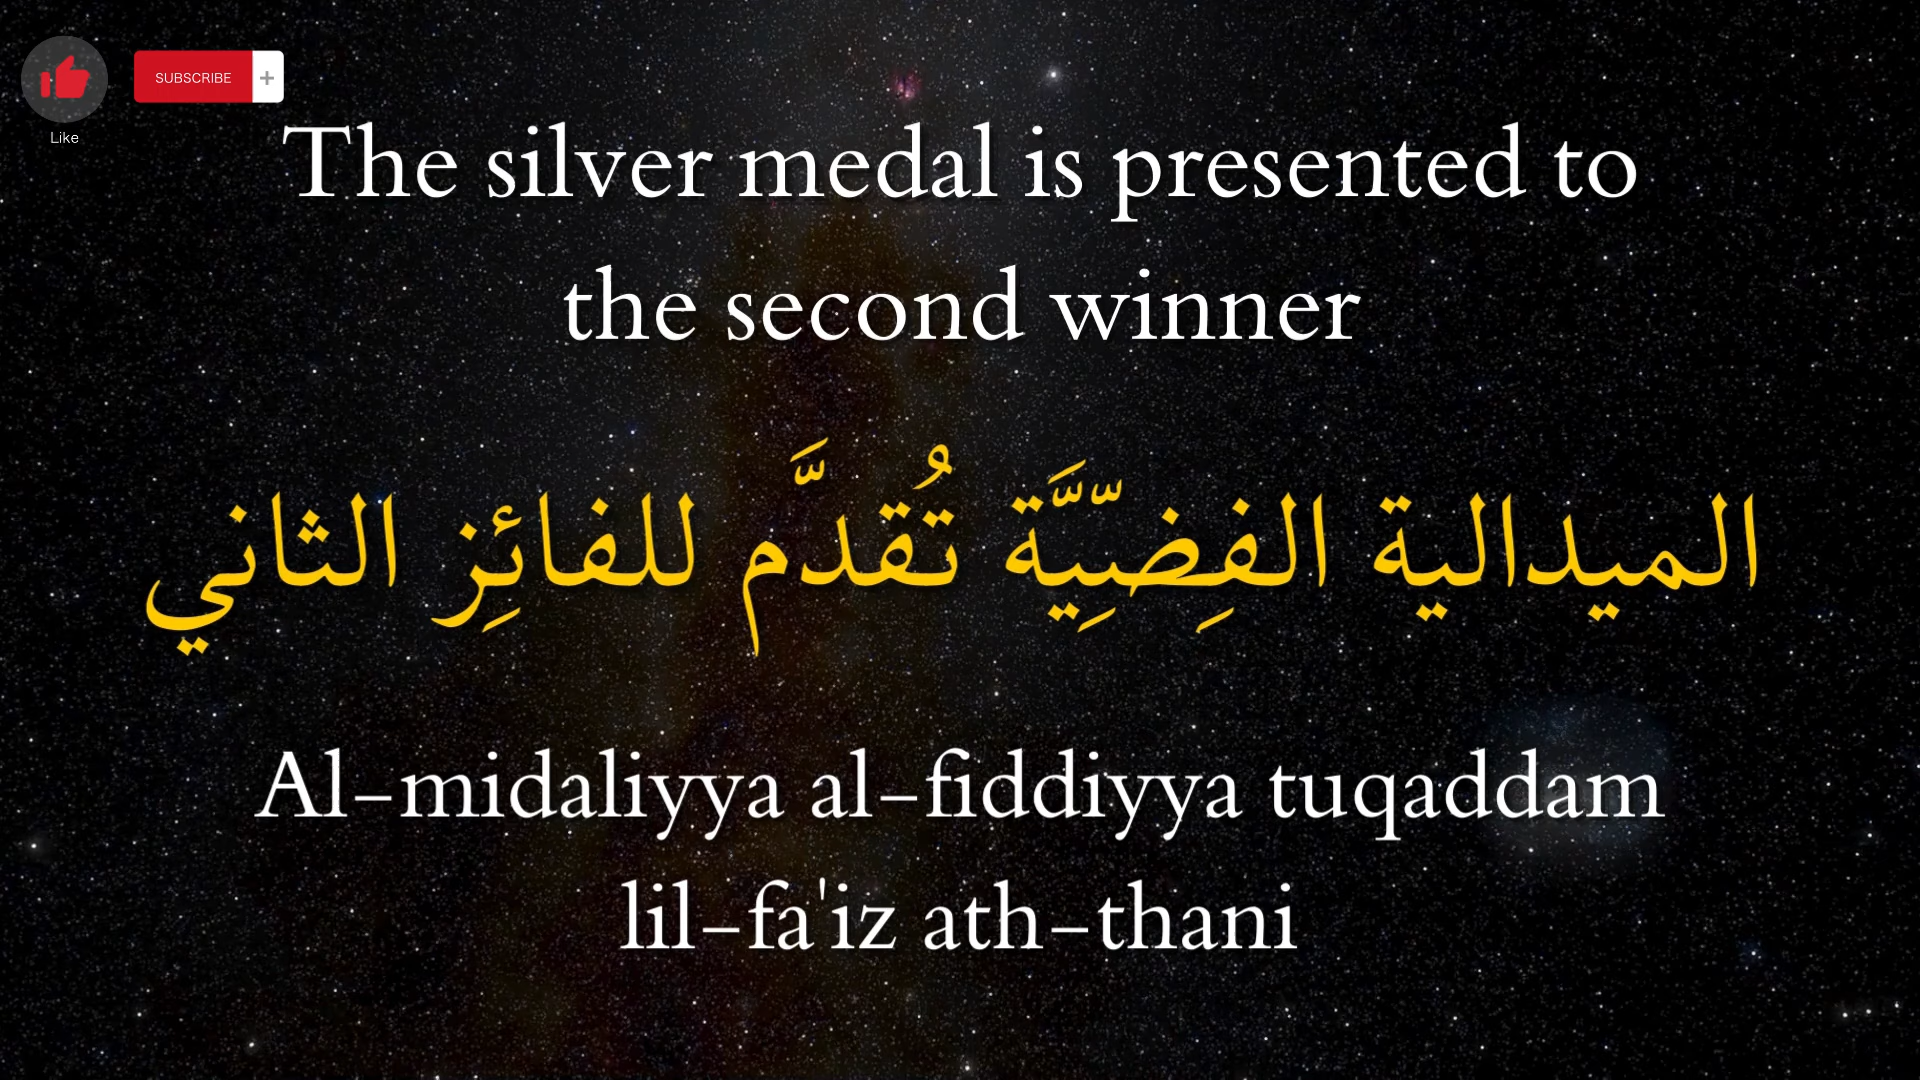 Like
SUBSCRIBE +
The silver medal is presented to
the second winner
الميدالية الفِضّيَِّة تُقدَّم للفائِز الثاني
Al-midaliyya al-fiddiyya tuqaddam
lil-fa'iz ath-thani